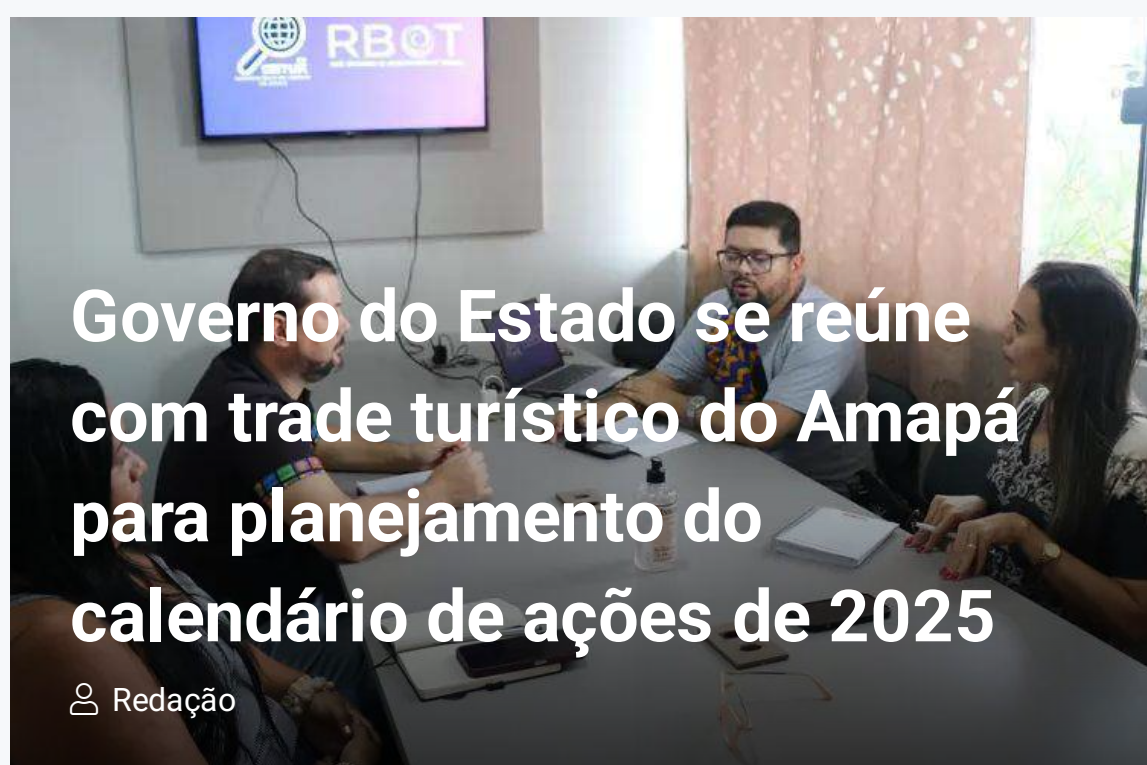 SETUR
RBOT
Governo do Estado se reúne
com trade turístico do Amapá
para planejamento do
calendário de ações de 2025
Redação